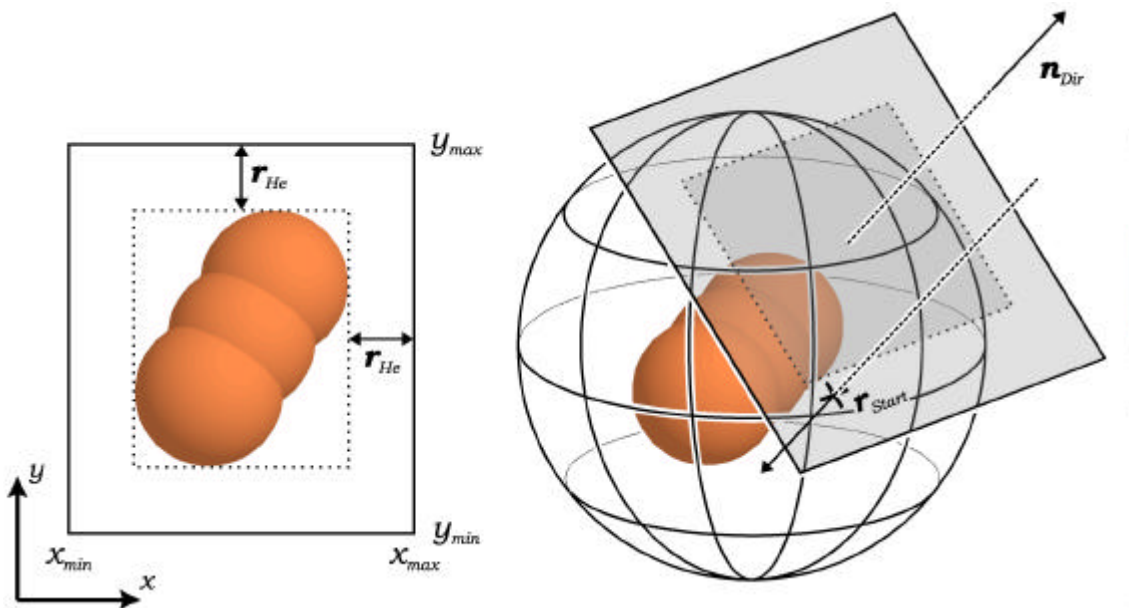 y_max
r_He
r_He
y
y_min
x_min
x_max
x
n_Dir
r_Start